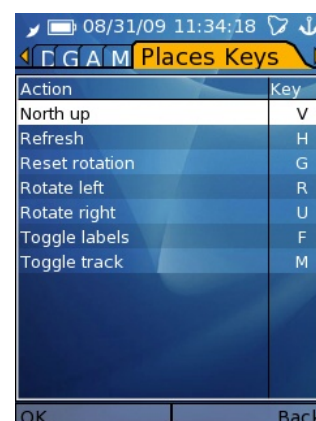 08/31/09 11:34:18
D G A M Places Keys
Action Key
North up V
Refresh H
Reset rotation G
Rotate left R
Rotate right U
Toggle labels F
Toggle track M
OK Back